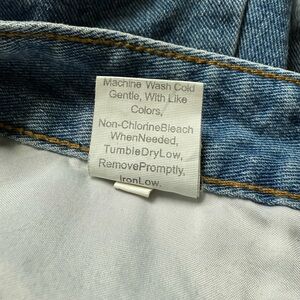 Machine Wash Cold
Gentle, With Like
Colors,
Non-ChlorineBleach
WhenNeeded,
TumbleDryLow,
RemovePromptly,
IronLow.